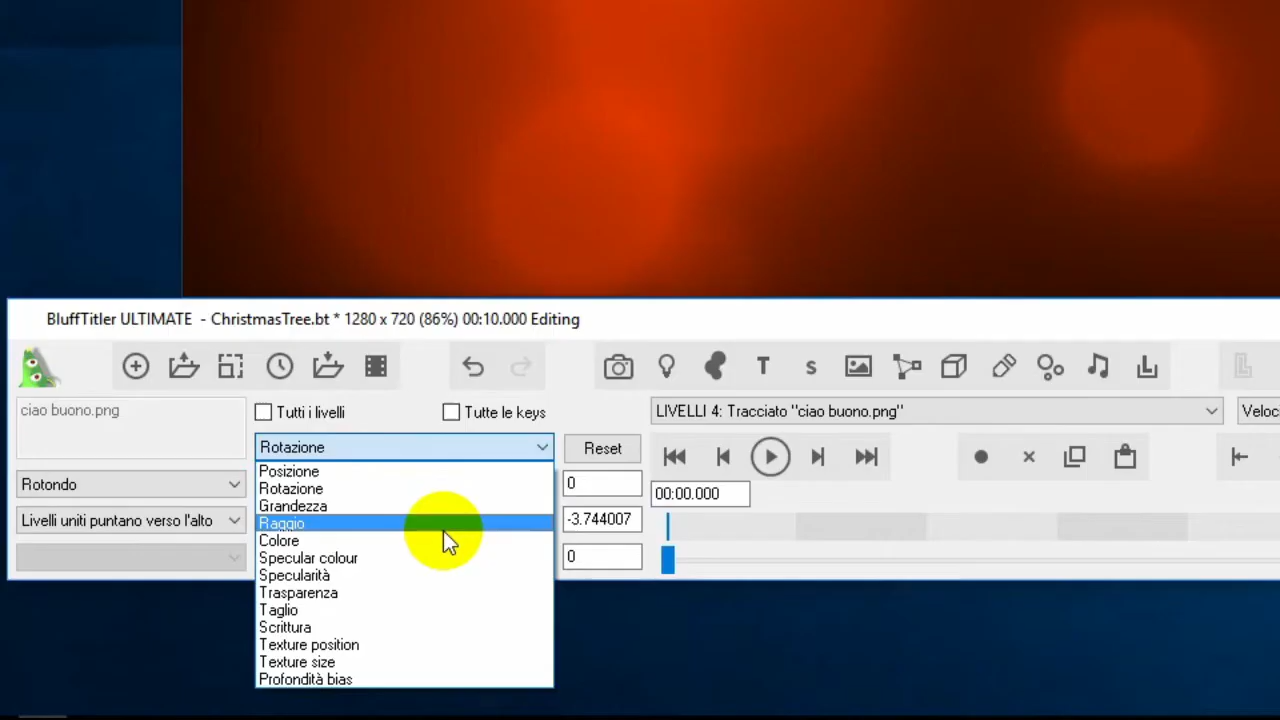 BluffTitler ULTIMATE - ChristmasTree.bt * 1280 x 720 (86%) 00:10.000 Editing
T S
ciao buono.png
Tutti i livelli
Tutte le keys
LIVELLI 4: Tracciato "ciao buono.png"
Veloci
Rotazione
Reset
Rotondo
Livelli uniti puntano verso l'alto
Posizione
Rotazione
Grandezza
Raggio
Colore
Specular colour
Specularità
Trasparenza
Taglio
Scrittura
Texture position
Texture size
Profondità bias
0
-3.744007
0
00:00.000